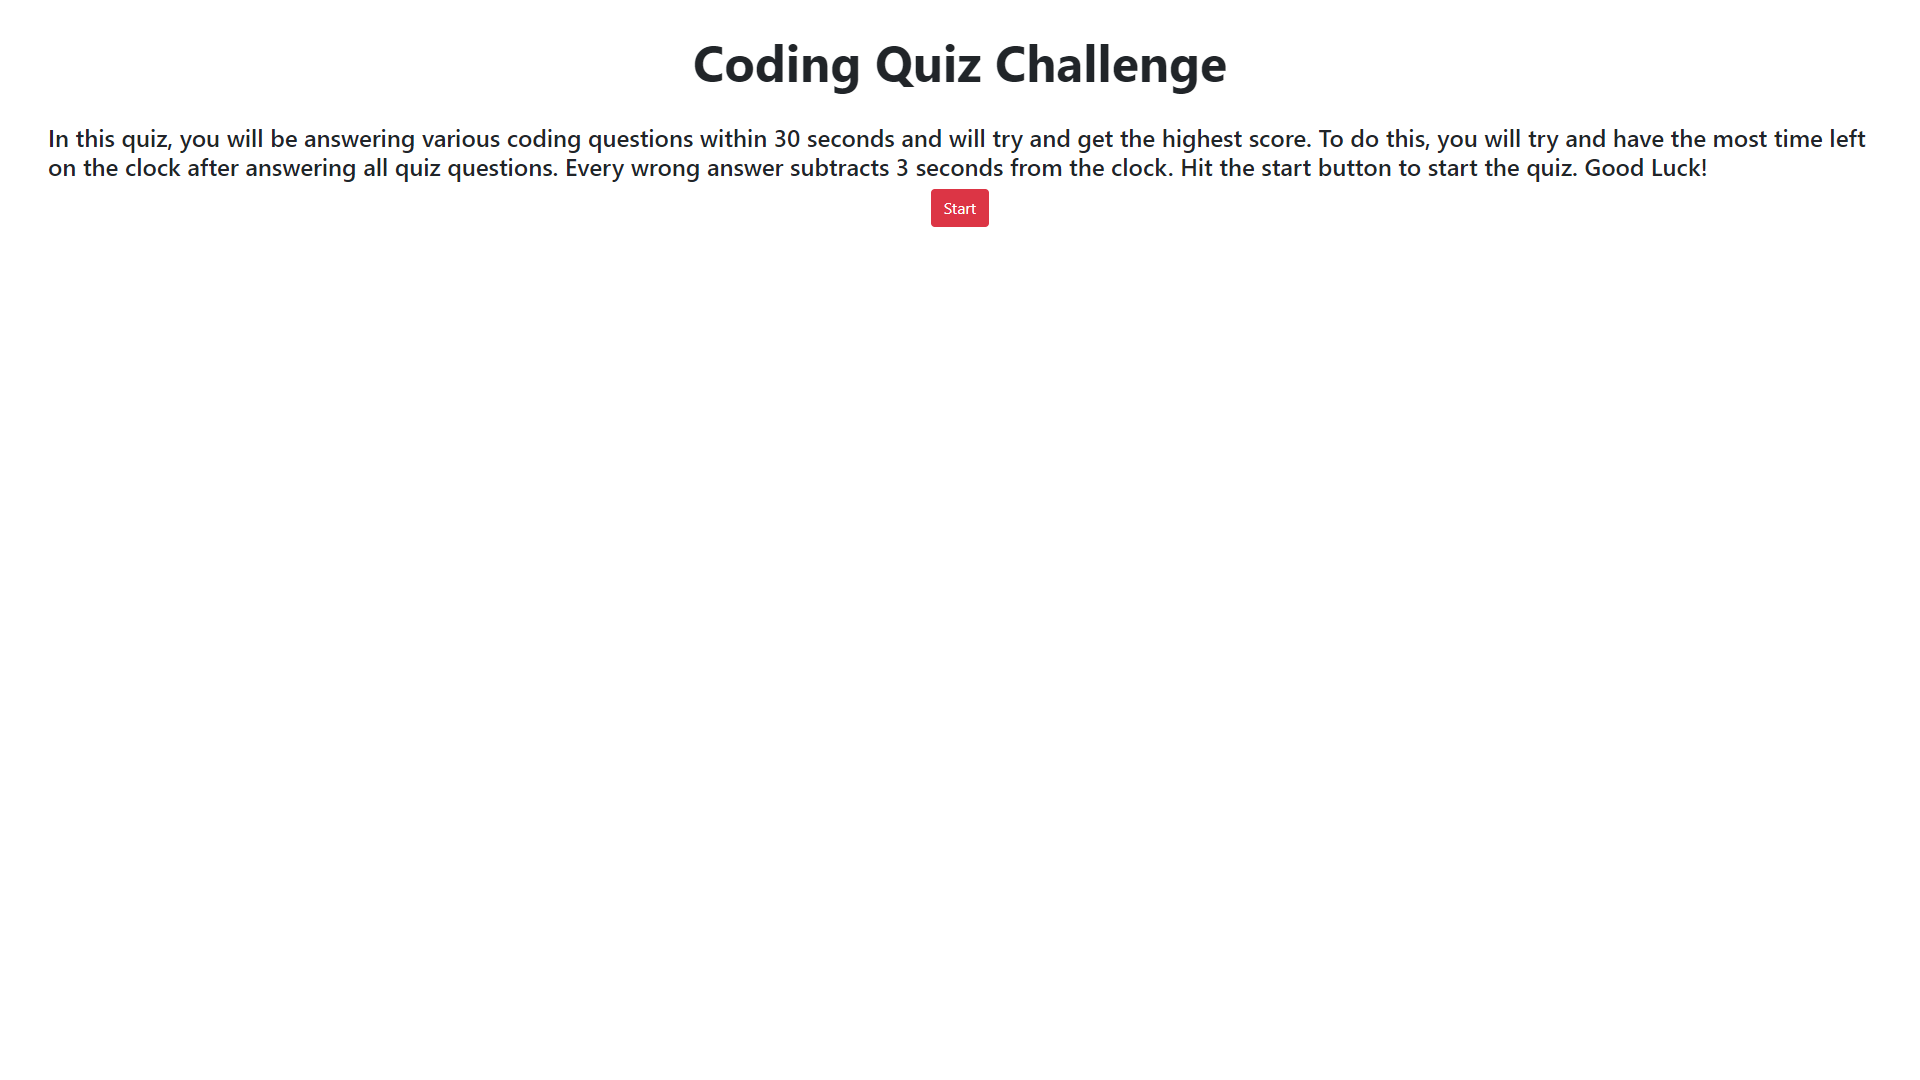 Coding Quiz Challenge
In this quiz, you will be answering various coding questions within 30 seconds and will try and get the highest score. To do this, you will try and have the most time left
on the clock after answering all quiz questions. Every wrong answer subtracts 3 seconds from the clock. Hit the start button to start the quiz. Good Luck!
Start